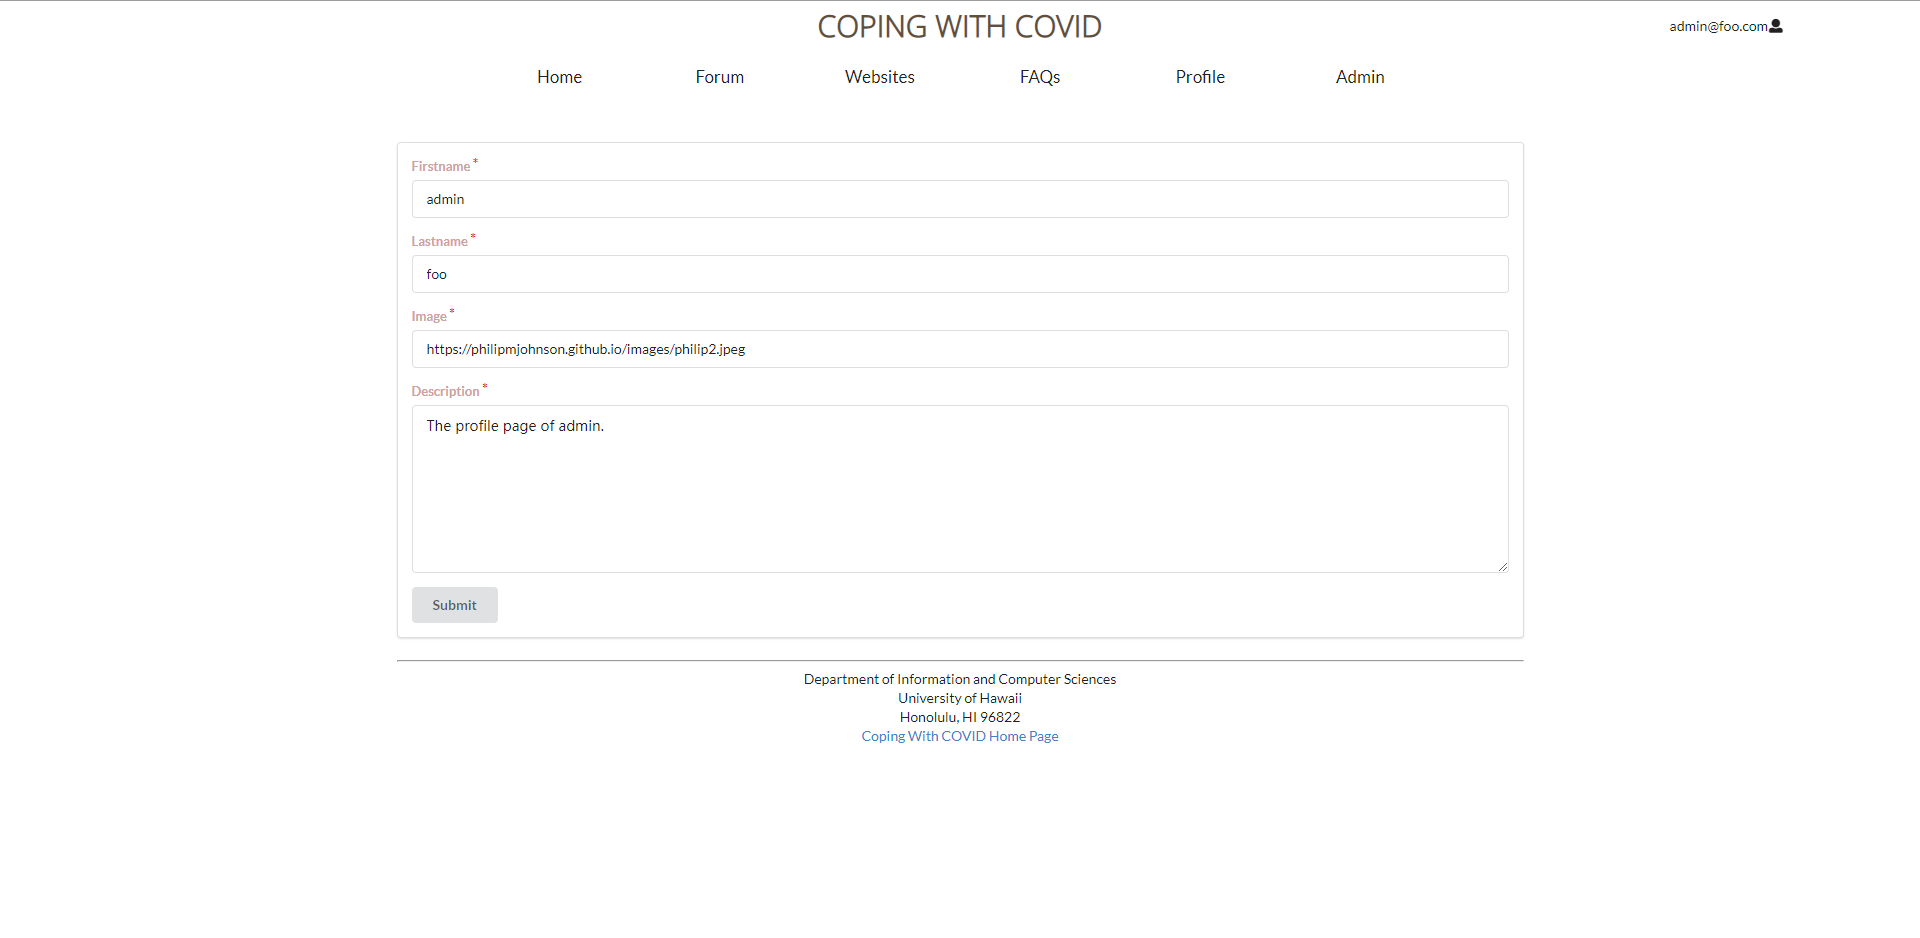 COPING WITH COVID
admin@foo.com
Home Forum Websites FAQs Profile Admin
Firstname *
admin
Lastname *
foo
Image *
https://philipmjohnson.github.io/images/philip2.jpeg
Description *
The profile page of admin.
Submit
Department of Information and Computer Sciences
University of Hawaii
Honolulu, HI 96822
Coping With COVID Home Page